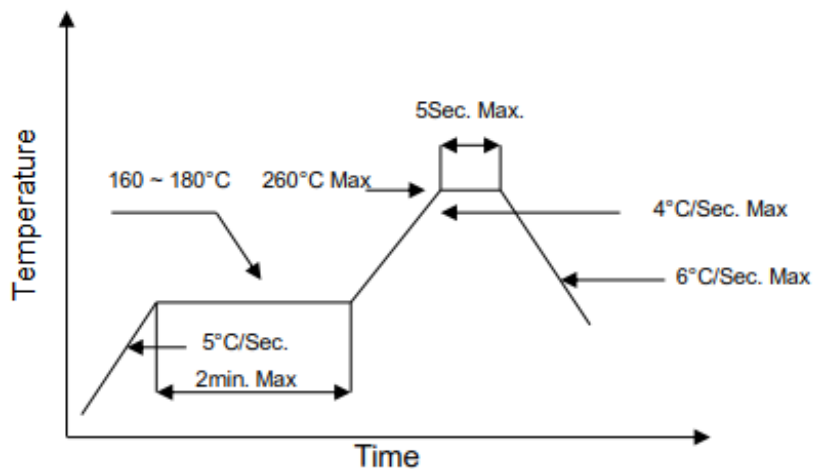 5Sec. Max.
160 ~ 180°C
260°C Max
4°C/Sec. Max
6°C/Sec. Max
5°C/Sec.
2min. Max
Temperature
Time